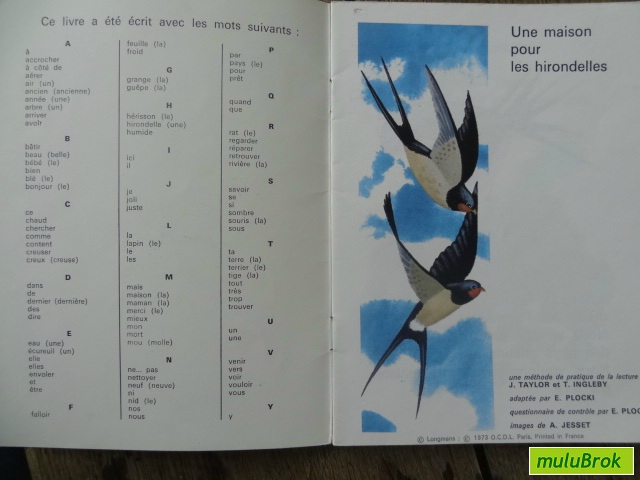 Ce livre a été écrit avec les mots suivants :
A
à
accrocher
à côté de
aérer
air (un)
ancien (ancienne)
année (une)
arbre (un)
arriver
avoir
B
bâtir
beau (belle)
bébé (le)
bien
blé (le)
bonjour (le)
C
ce
chaud
chercher
comme
content
creuser
creux (creuse)
D
dans
de
dernier (dernière)
des
dire
E
eau (une)
écureuil (un)
elle
elles
envoler
et
être
F
falloir
feuille (la)
froid
G
grange (la)
guêpe (la)
H
hérisson (le)
hirondelle (une)
humide
I
ici
il
J
je
joli
juste
L
la
lapin (le)
le
les
M
mais
maison (la)
maman (la)
merci (le)
mieux
mon
mort
mou (molle)
N
ne... pas
nettoyer
neuf (neuve)
ni
nid (le)
nos
nous
P
par
pays (le)
pour
prêt
Q
quand
que
R
rat (le)
regarder
réparer
retrouver
rivière (la)
S
savoir
se
si
sombre
souris (la)
sous
T
ta
terre (la)
terrier (le)
tige (la)
tout
très
trop
trouver
U
un
une
V
venir
vers
voir
vouloir
vous
Y
y
Une maison
pour
les hirondelles
une méthode de pratique de la lecture
J. TAYLOR et T. INGLEBY
adaptée par E. PLOCKI
questionnaire de contrôle par E. PLOC
images de A. JESSET
© Longmans - © 1973 O.C.D.L. Paris, Printed in France
muluBrok